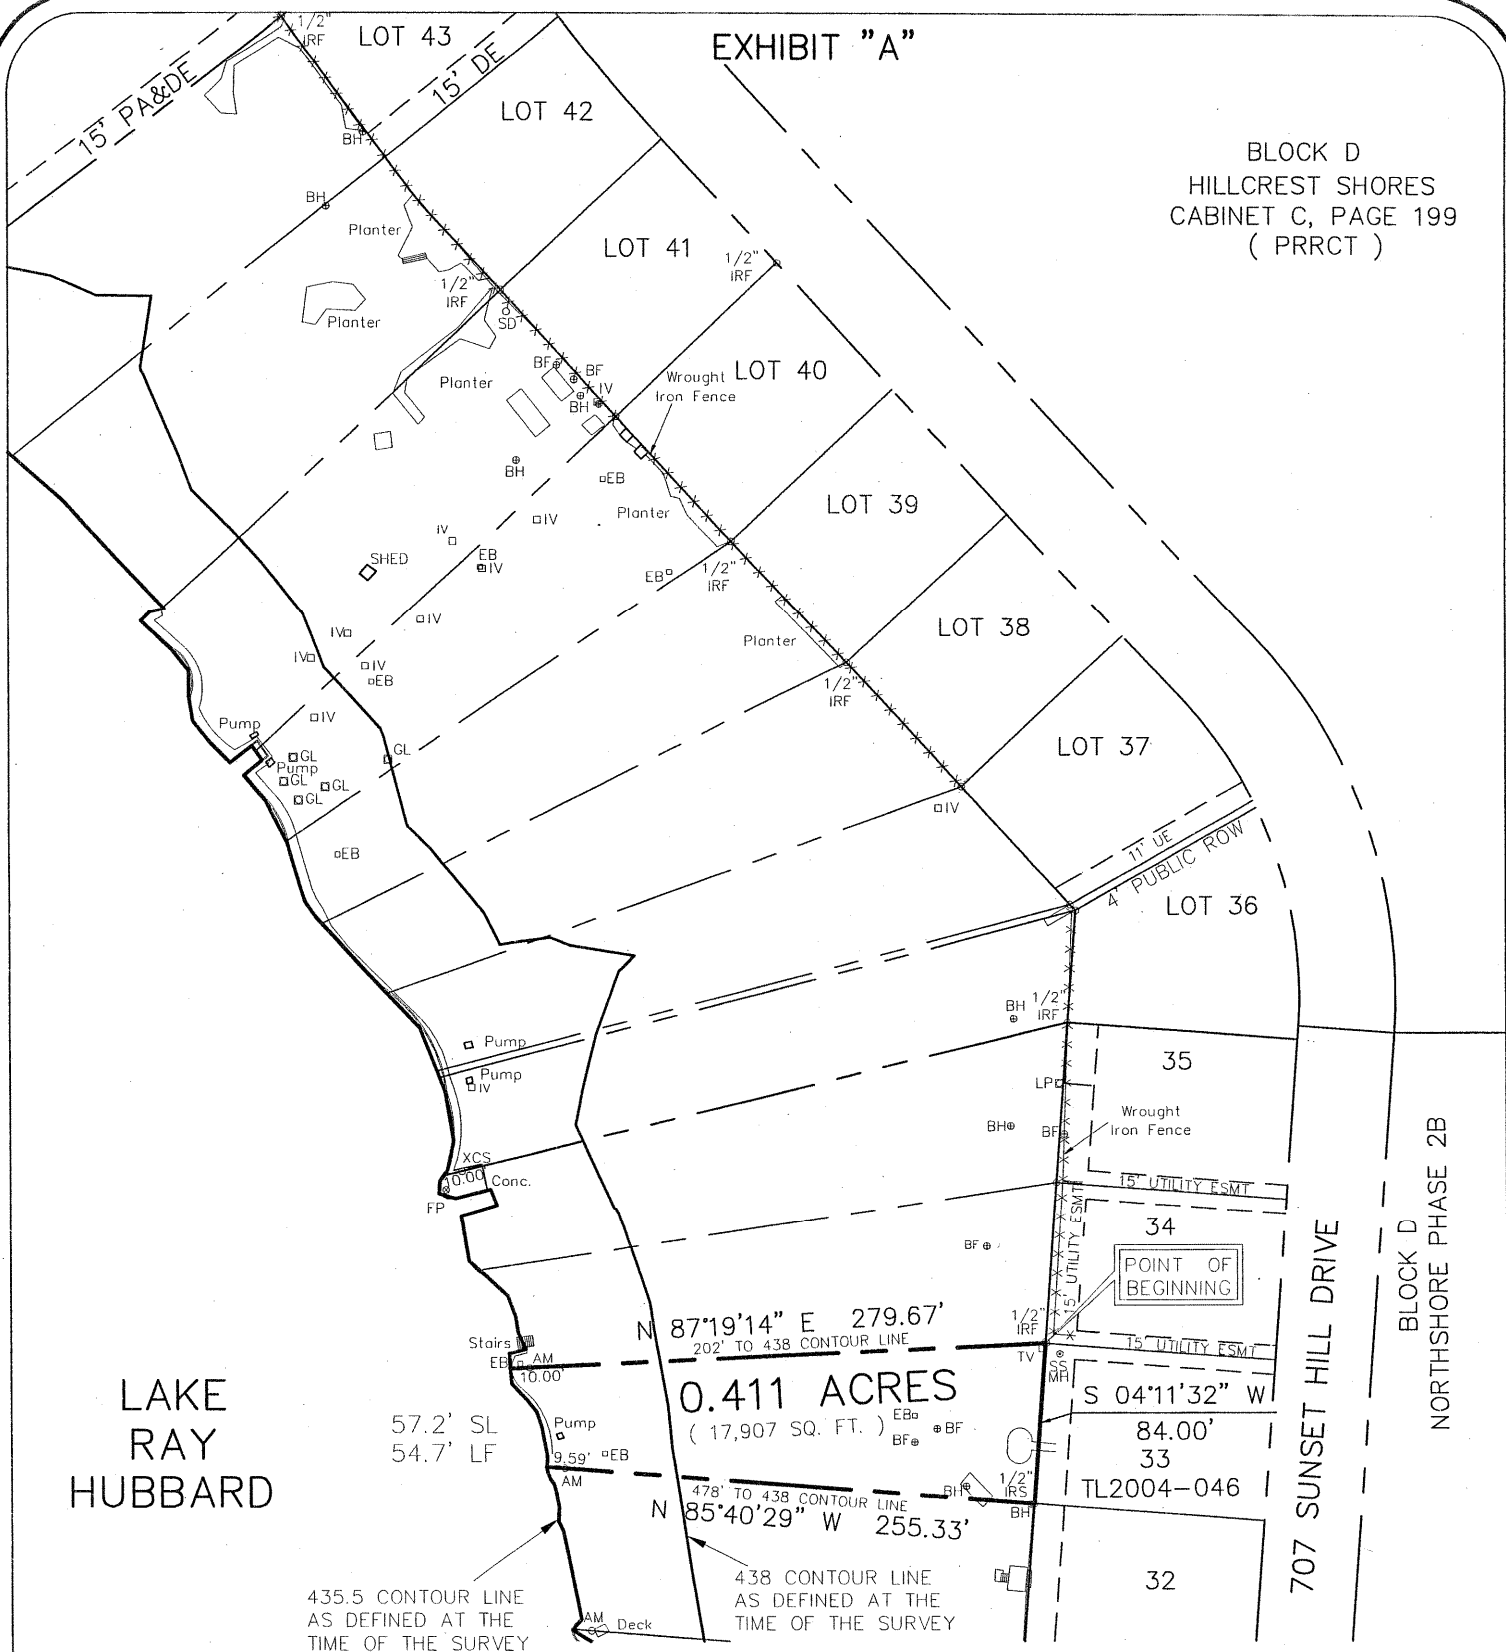 EXHIBIT "A"
1/2"
IRF
LOT 43
15' PA&DE
15' DE
LOT 42
BH
BH
Planter
BLOCK D
HILLCREST SHORES
CABINET C, PAGE 199
( PRRCT )
LOT 41
1/2"
IRF
1/2"
IRF
Planter
SD
BF
BF
IV
BH
Planter
Wrought
Iron Fence
LOT 40
BH
EB
LOT 39
IV
Planter
IV
SHED
EB
IV
EB
1/2"
IRF
LOT 38
IV
IV
Planter
IV
IV
EB
1/2"
IRF
IV
Pump
LOT 37
GL
GL
Pump
GL
GL
GL
IV
EB
11' UE
4' PUBLIC ROW
LOT 36
BH
1/2"
IRF
Pump
35
Pump
IV
LP
Wrought
Iron Fence
BH
BF
XCS
10.00'
Conc.
FP
15' UTILITY ESMT
15' UTILITY ESMT
34
BF
POINT OF
BEGINNING
1/2"
IRF
N 87°19'14" E 279.67'
202' TO 438 CONTOUR LINE
Stairs
EB
AM
10.00'
TV
SS
MH
15' UTILITY ESMT
0.411 ACRES
( 17,907 SQ. FT. )
EB
BF
BF
S 04°11'32" W
84.00'
33
TL2004-046
LAKE
RAY
HUBBARD
57.2' SL
54.7' LF
Pump
9.59'
EB
AM
478' TO 438 CONTOUR LINE
N 85°40'29" W 255.33'
BH
1/2"
IRS
BH
32
707 SUNSET HILL DRIVE
BLOCK D
NORTHSHORE PHASE 2B
435.5 CONTOUR LINE
AS DEFINED AT THE
TIME OF THE SURVEY
438 CONTOUR LINE
AS DEFINED AT THE
TIME OF THE SURVEY
AM
Deck